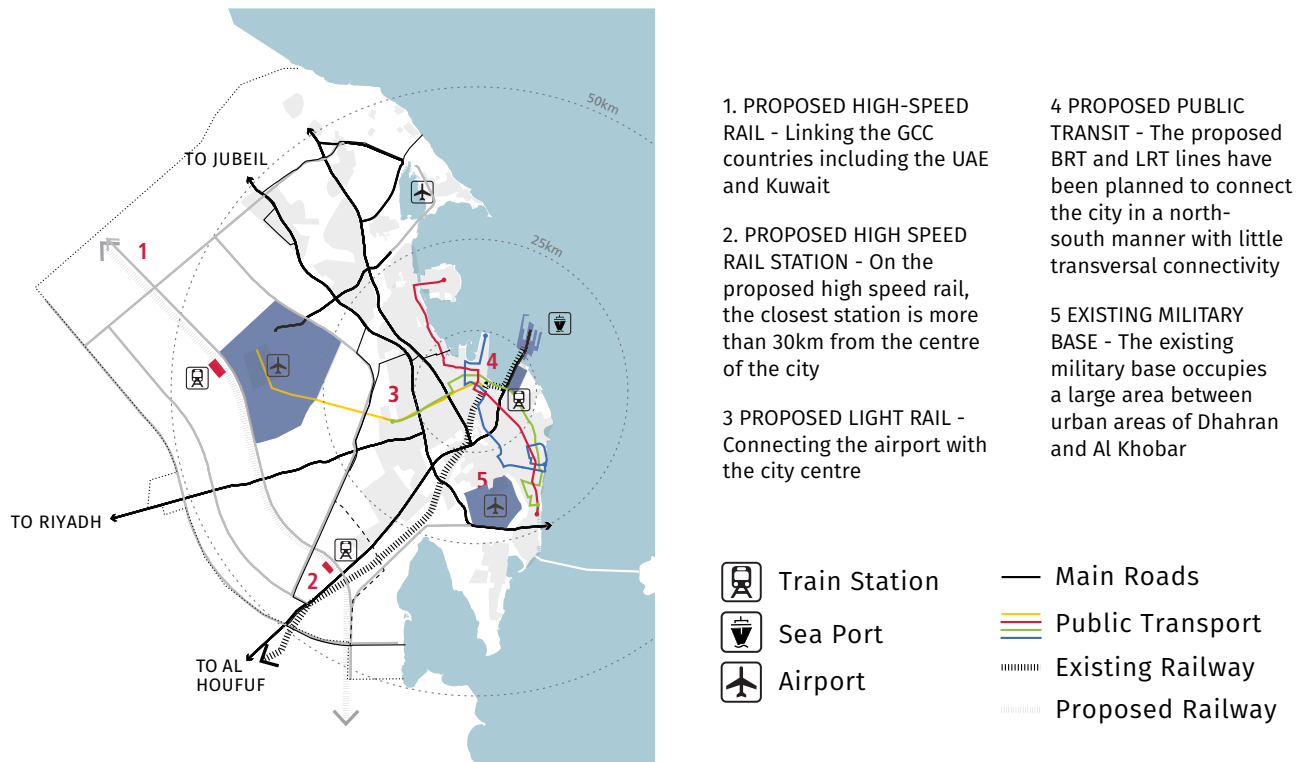 50km
TO JUBEIL
25km
1
4
3
5
TO RIYADH
2
TO AL
HOUFUF
1. PROPOSED HIGH-SPEED
RAIL - Linking the GCC
countries including the UAE
and Kuwait
2. PROPOSED HIGH SPEED
RAIL STATION - On the
proposed high speed rail,
the closest station is more
than 30km from the centre
of the city
3 PROPOSED LIGHT RAIL -
Connecting the airport with
the city centre
4 PROPOSED PUBLIC
TRANSIT - The proposed
BRT and LRT lines have
been planned to connect
the city in a north-
south manner with little
transversal connectivity
5 EXISTING MILITARY
BASE - The existing
military base occupies
a large area between
urban areas of Dhahran
and Al Khobar
Train Station
Sea Port
Airport
Main Roads
Public Transport
Existing Railway
Proposed Railway